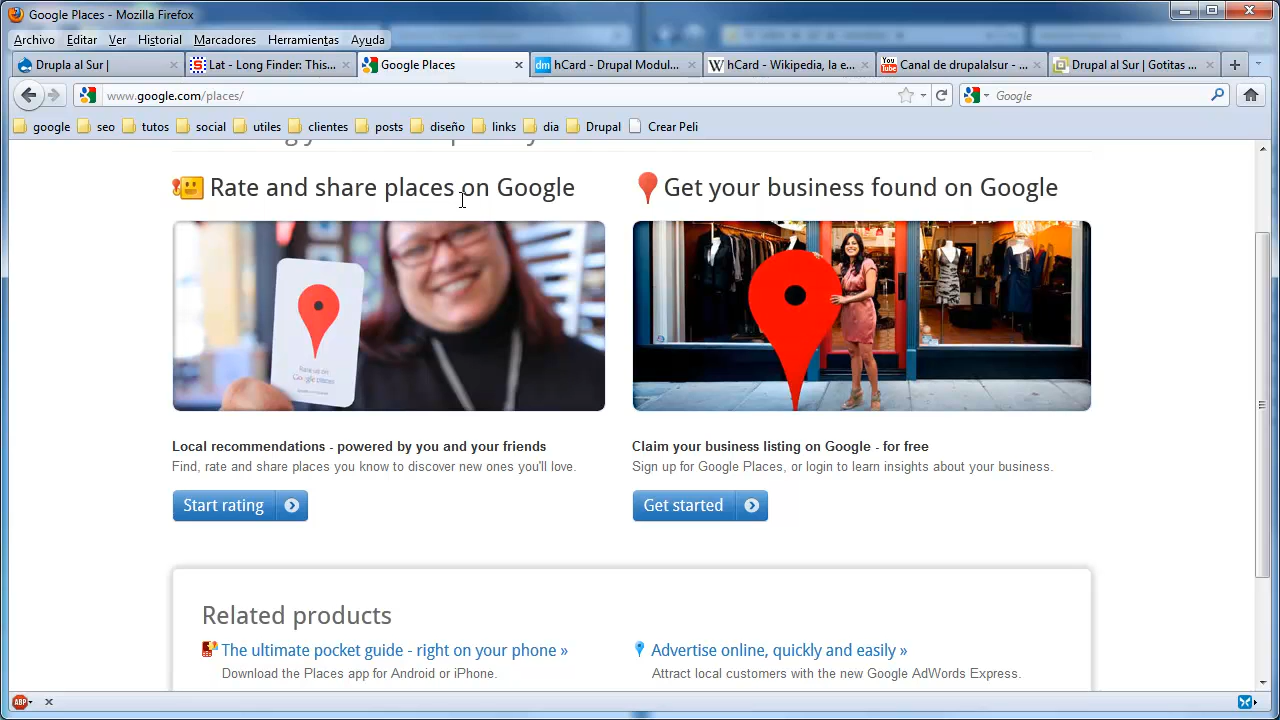 Google Places - Mozilla Firefox
Archivo Editar Ver Historial Marcadores Herramientas Ayuda
Drupla al Sur | Lat - Long Finder: This... Google Places hCard - Drupal Modul... hCard - Wikipedia, la e... Canal de drupalalsur - ... Drupal al Sur | Gotitas ...
www.google.com/places/ Google
google seo tutos social utiles clientes posts diseño links dia Drupal Crear Peli
Rate and share places on Google
Get your business found on Google
Rate us on
Google places
Local recommendations - powered by you and your friends
Find, rate and share places you know to discover new ones you'll love.
Start rating
Claim your business listing on Google - for free
Sign up for Google Places, or login to learn insights about your business.
Get started
Related products
The ultimate pocket guide - right on your phone »
Download the Places app for Android or iPhone.
Advertise online, quickly and easily »
Attract local customers with the new Google AdWords Express.
ABP